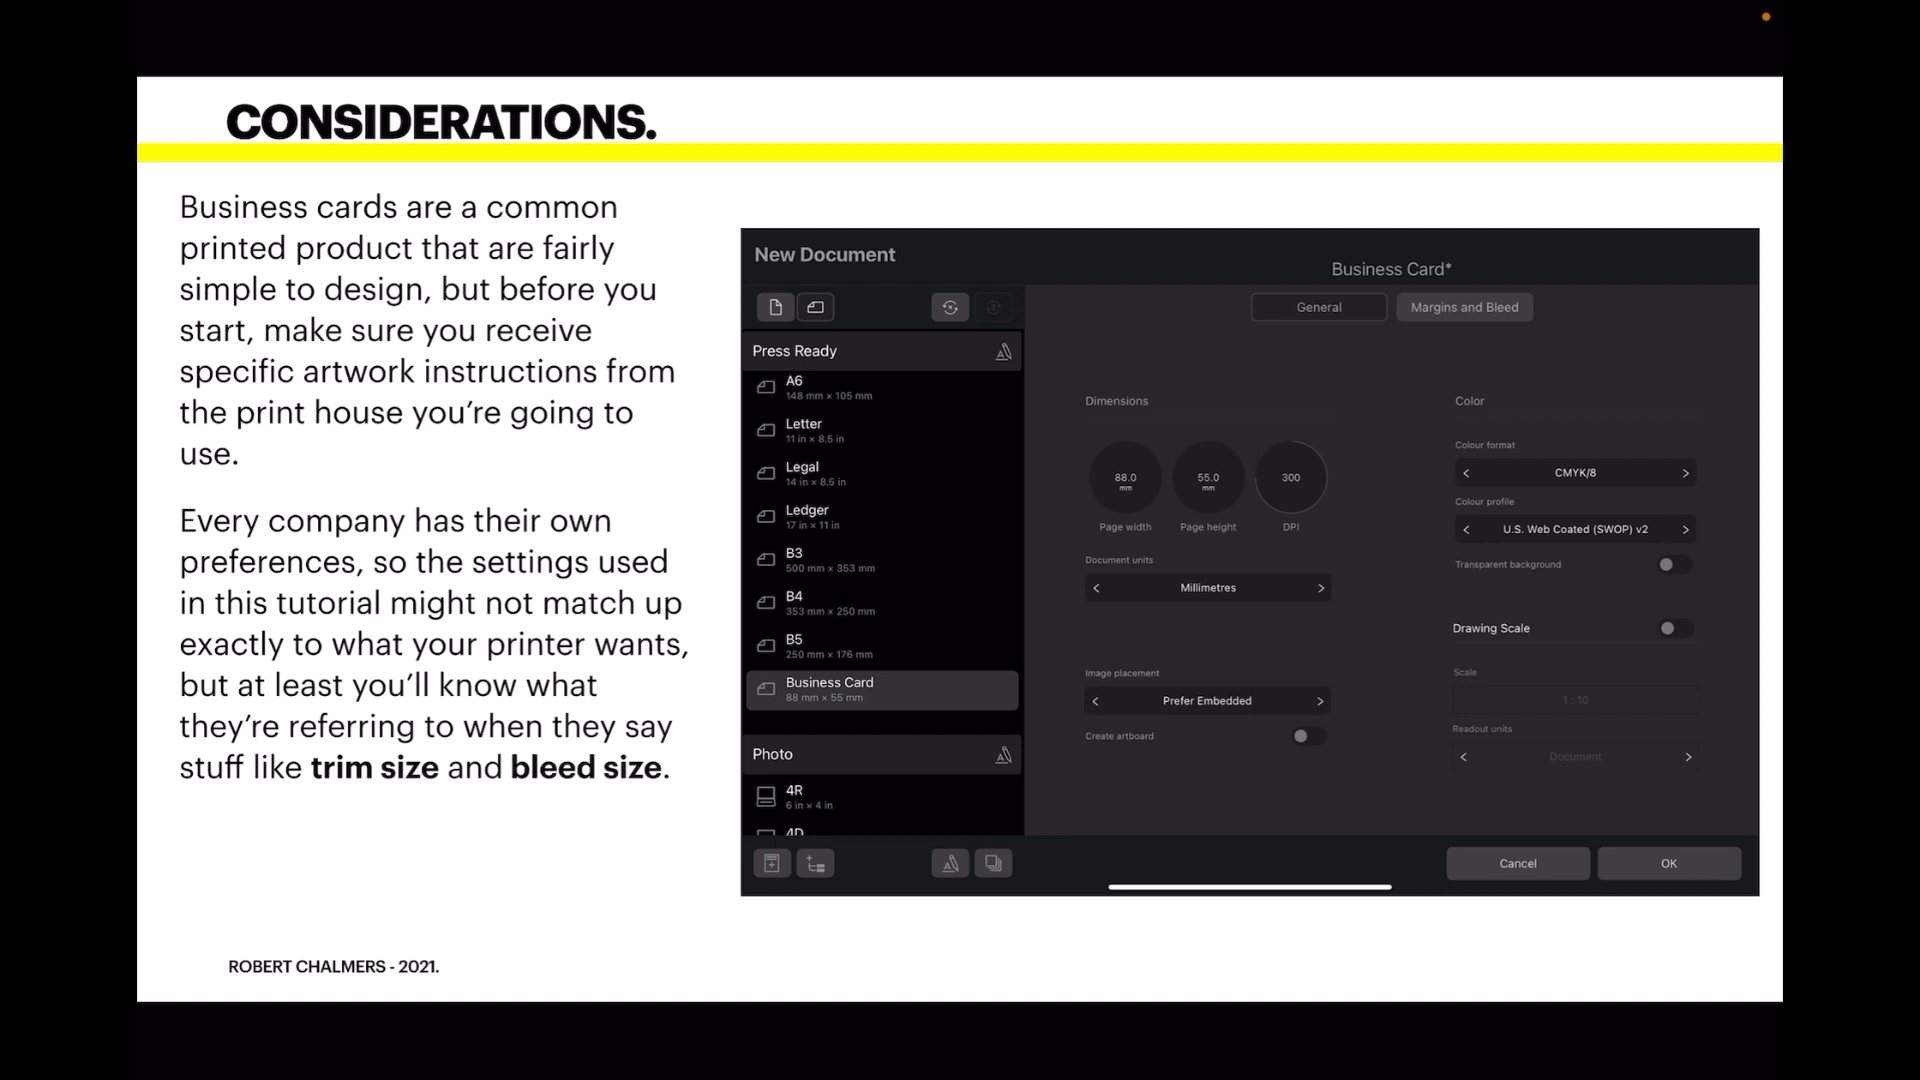 CONSIDERATIONS.
Business cards are a common
printed product that are fairly
simple to design, but before you
start, make sure you receive
specific artwork instructions from
the print house you’re going to
use.
Every company has their own
preferences, so the settings used
in this tutorial might not match up
exactly to what your printer wants,
but at least you’ll know what
they’re referring to when they say
stuff like trim size and bleed size.
New Document
Business Card*
General
Margins and Bleed
Press Ready
A6
148 mm × 105 mm
Letter
11 in × 8.5 in
Legal
14 in × 8.5 in
Ledger
17 in × 11 in
B3
500 mm × 353 mm
B4
353 mm × 250 mm
B5
250 mm × 176 mm
Business Card
88 mm × 55 mm
Photo
4R
6 in × 4 in
4D
Dimensions
88.0
mm
55.0
mm
300
Page width
Page height
DPI
Document units
Millimetres
Image placement
Prefer Embedded
Create artboard
Color
Colour format
CMYK/8
Colour profile
U.S. Web Coated (SWOP) v2
Transparent background
Drawing Scale
Scale
1 : 10
Readout units
Document
Cancel
OK
ROBERT CHALMERS - 2021.